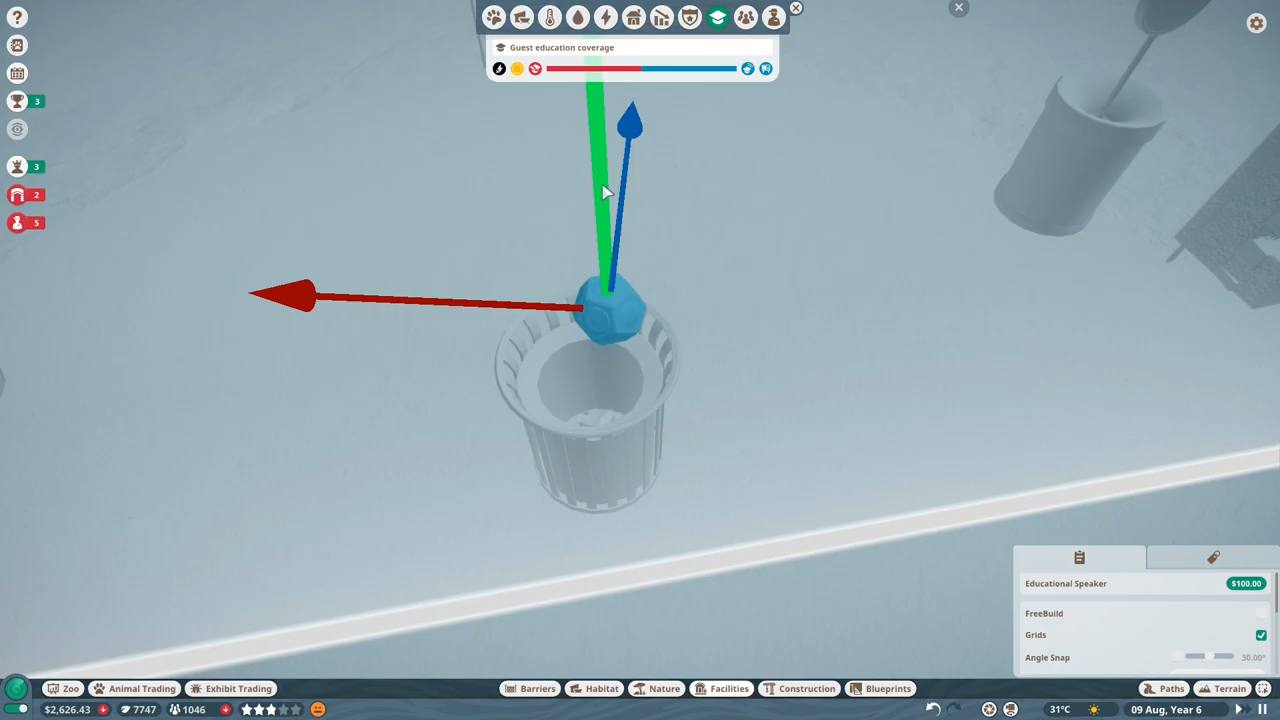 ?
Guest education coverage
3
3
2
5
Educational Speaker
$100.00
FreeBuild
Grids
Angle Snap
30.00°
Zoo
Animal Trading
Exhibit Trading
Barriers
Habitat
Nature
Facilities
Construction
Blueprints
Paths
Terrain
$2,626.43
7747
1046
31°C
09 Aug, Year 6